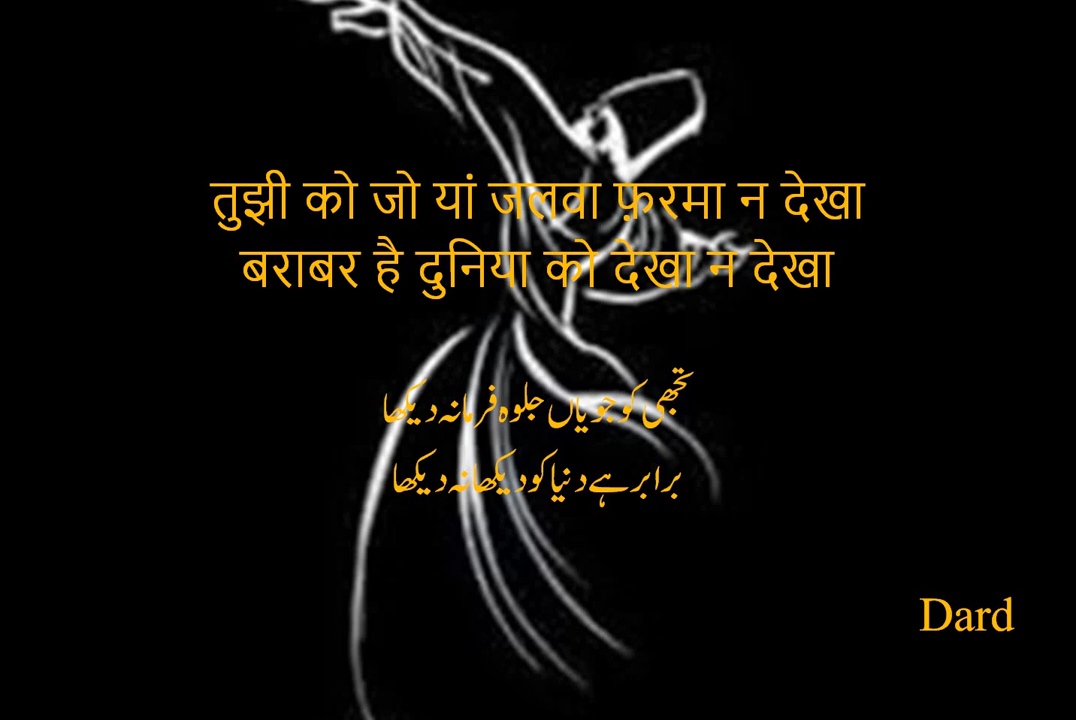 तुझी को जो यां जलवा फ़रमा न देखा
बराबर है दुनिया को देखा न देखा
تجھی کو جو یاں جلوہ فرما نہ دیکھا
برابر ہے دنیا کو دیکھا نہ دیکھا
Dard